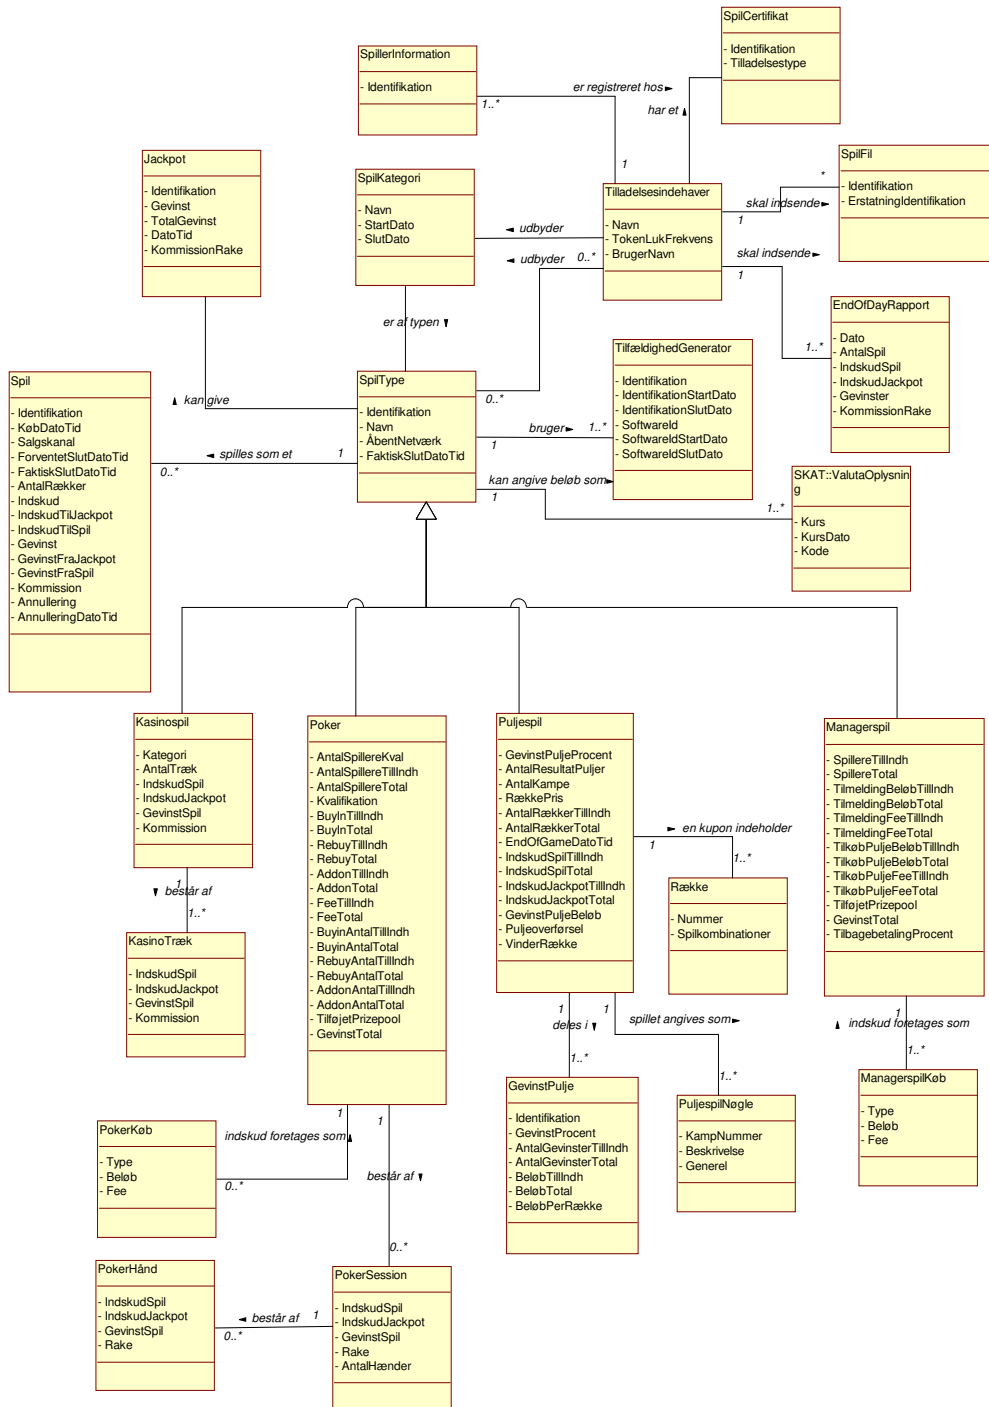 SpilCertifikat
- Identifikation
- Tilladelsestype
SpillerInformation
- Identifikation
er registreret hos
1..*
1
har et
SpilFil
- Identifikation
- ErstatningIdentifikation
*
skal indsende
1
Jackpot
- Identifikation
- Gevinst
- TotalGevinst
- DatoTid
- KommissionRake
SpilKategori
- Navn
- StartDato
- SlutDato
Tilladelsesindehaver
- Navn
- TokenLukFrekvens
- BrugerNavn
udbyder
udbyder
0..*
skal indsende
1
EndOfDayRapport
- Dato
- AntalSpil
- IndskudSpil
- IndskudJackpot
- Gevinster
- KommissionRake
1..*
er af typen
TilfældighedGenerator
- Identifikation
- IdentifikationStartDato
- IdentifikationSlutDato
- SoftwareId
- SoftwareIdStartDato
- SoftwareIdSlutDato
Spil
- Identifikation
- KøbDatoTid
- Salgskanal
- ForventetSlutDatoTid
- FaktiskSlutDatoTid
- AntalRækker
- Indskud
- IndskudTilJackpot
- IndskudTilSpil
- Gevinst
- GevinstFraJackpot
- GevinstFraSpil
- Kommission
- Annullering
- AnnulleringDatoTid
SpilType
- Identifikation
- Navn
- ÅbentNetværk
- FaktiskSlutDatoTid
kan give
0..*
bruger
1..*
1
spilles som et
1
0..*
kan angive beløb som
1
1..*
SKAT::ValutaOplysnin
g
- Kurs
- KursDato
- Kode
Kasinospil
- Kategori
- AntalTræk
- IndskudSpil
- IndskudJackpot
- GevinstSpil
- Kommission
1
består af
1..*
KasinoTræk
- IndskudSpil
- IndskudJackpot
- GevinstSpil
- Kommission
Poker
- AntalSpillereKval
- AntalSpillereTillIndh
- AntalSpillereTotal
- Kvalifikation
- BuyInTillIndh
- BuyInTotal
- RebuyTillIndh
- RebuyTotal
- AddonTillIndh
- AddonTotal
- FeeTillIndh
- FeeTotal
- BuyinAntalTillIndh
- BuyinAntalTotal
- RebuyAntalTillIndh
- RebuyAntalTotal
- AddonAntalTillIndh
- AddonAntalTotal
- TilføjetPrizepool
- GevinstTotal
Puljespil
- GevinstPuljeProcent
- AntalResultatPuljer
- AntalKampe
- RækkePris
- AntalRækkerTillIndh
- AntalRækkerTotal
- EndOfGameDatoTid
- IndskudSpilTillIndh
- IndskudSpilTotal
- IndskudJackpotTillIndh
- IndskudJackpotTotal
- GevinstPuljeBeløb
- Puljeoverførsel
- VinderRække
en kupon indeholder
1
1..*
Række
- Nummer
- Spilkombinationer
Managerspil
- SpillereTillIndh
- SpillereTotal
- TilmeldingBeløbTillIndh
- TilmeldingBeløbTotal
- TilmeldingFeeTillIndh
- TilmeldingFeeTotal
- TilkøbPuljeBeløbTillIndh
- TilkøbPuljeBeløbTotal
- TilkøbPuljeFeeTillIndh
- TilkøbPuljeFeeTotal
- TilføjetPrizepool
- GevinstTotal
- TilbagebetalingProcent
1
deles i
1..*
1
spillet angives som
1..*
1
indskud foretages som
1..*
GevinstPulje
- Identifikation
- GevinstProcent
- AntalGevinsterTillIndh
- AntalGevinsterTotal
- BeløbTillIndh
- BeløbTotal
- BeløbPerRække
PuljespilNøgle
- KampNummer
- Beskrivelse
- Generel
ManagerspilKøb
- Type
- Beløb
- Fee
PokerKøb
- Type
- Beløb
- Fee
1
indskud foretages som
0..*
1
består af
0..*
PokerHånd
- IndskudSpil
- IndskudJackpot
- GevinstSpil
- Rake
består af
1
0..*
PokerSession
- IndskudSpil
- IndskudJackpot
- GevinstSpil
- Rake
- AntalHænder